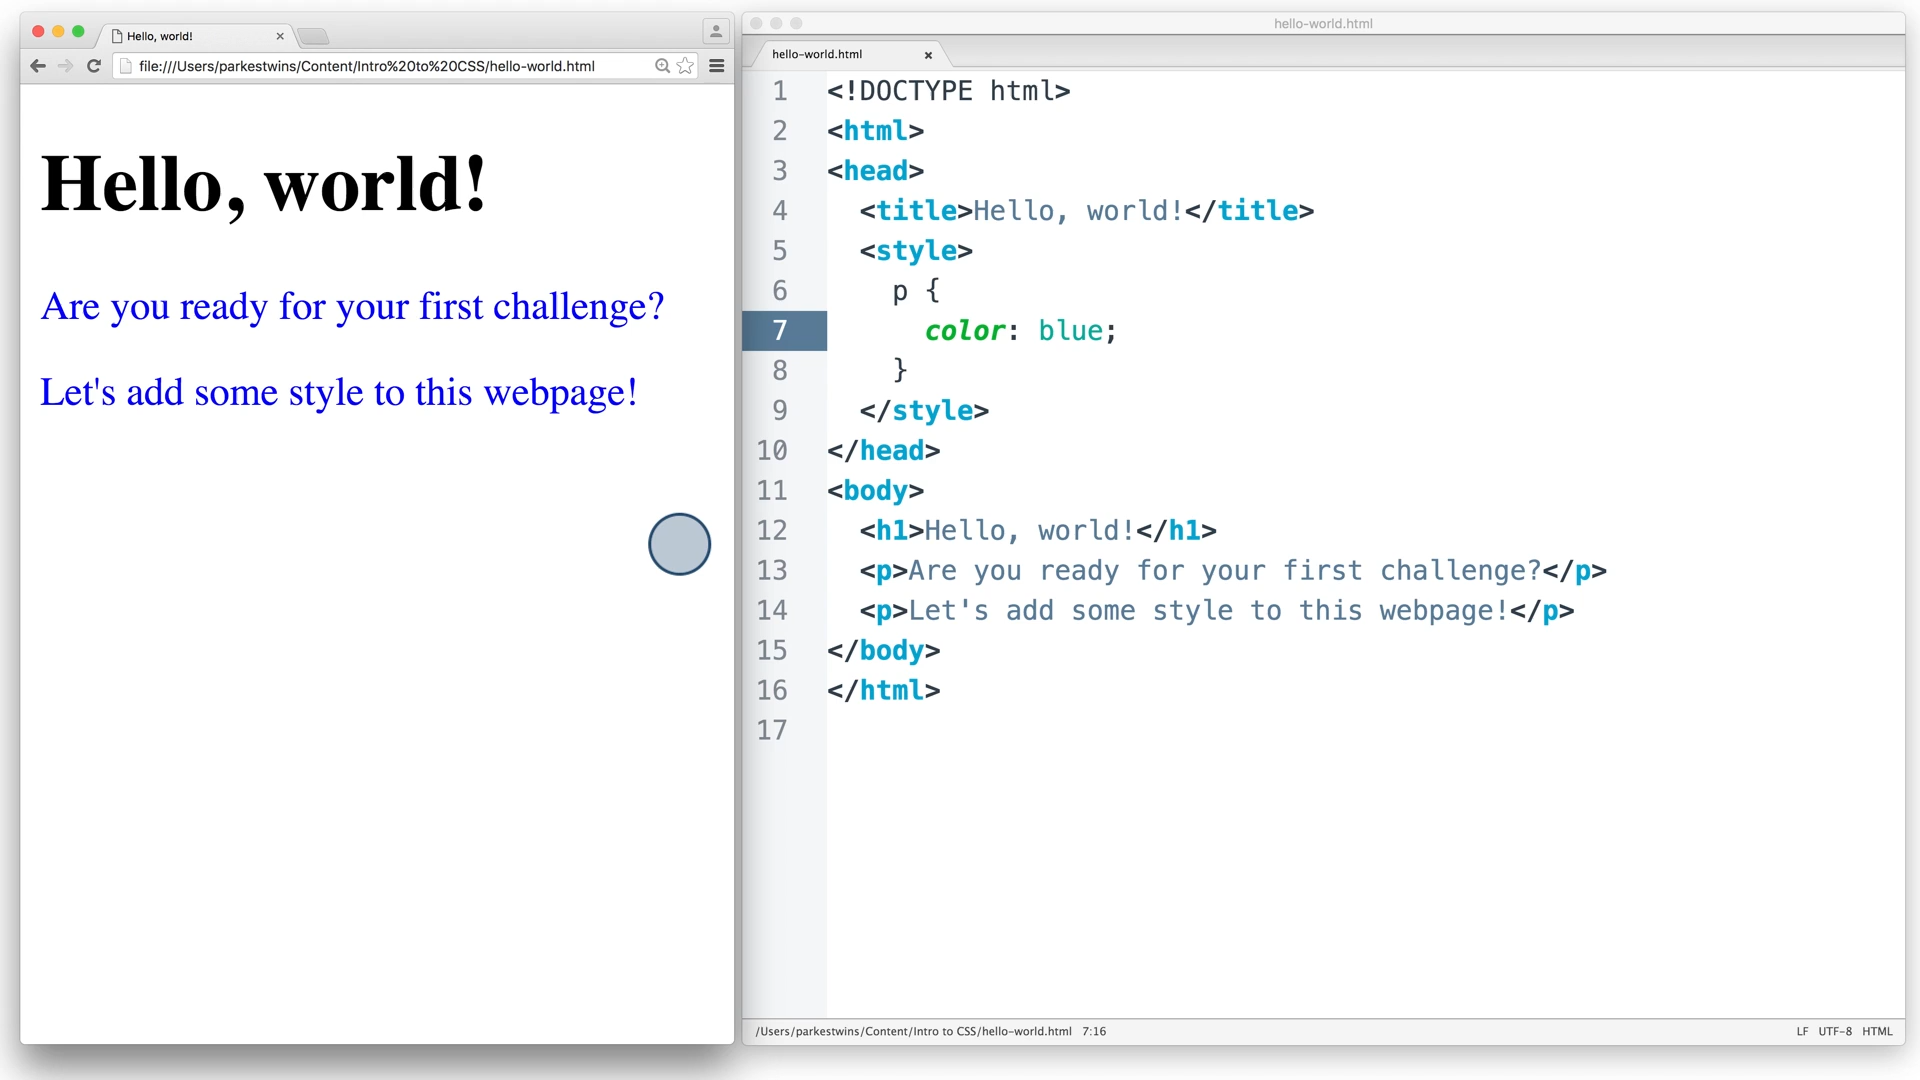 Hello, world!
file:///Users/parkestwins/Content/Intro%20to%20CSS/hello-world.html
Hello, world!
Are you ready for your first challenge?
Let's add some style to this webpage!
hello-world.html
hello-world.html
1 <!DOCTYPE html>
2 <html>
3 <head>
4 <title>Hello, world!</title>
5 <style>
6 p {
7 color: blue;
8 }
9 </style>
10 </head>
11 <body>
12 <h1>Hello, world!</h1>
13 <p>Are you ready for your first challenge?</p>
14 <p>Let's add some style to this webpage!</p>
15 </body>
16 </html>
17
/Users/parkestwins/Content/Intro to CSS/hello-world.html 7:16 LF UTF-8 HTML